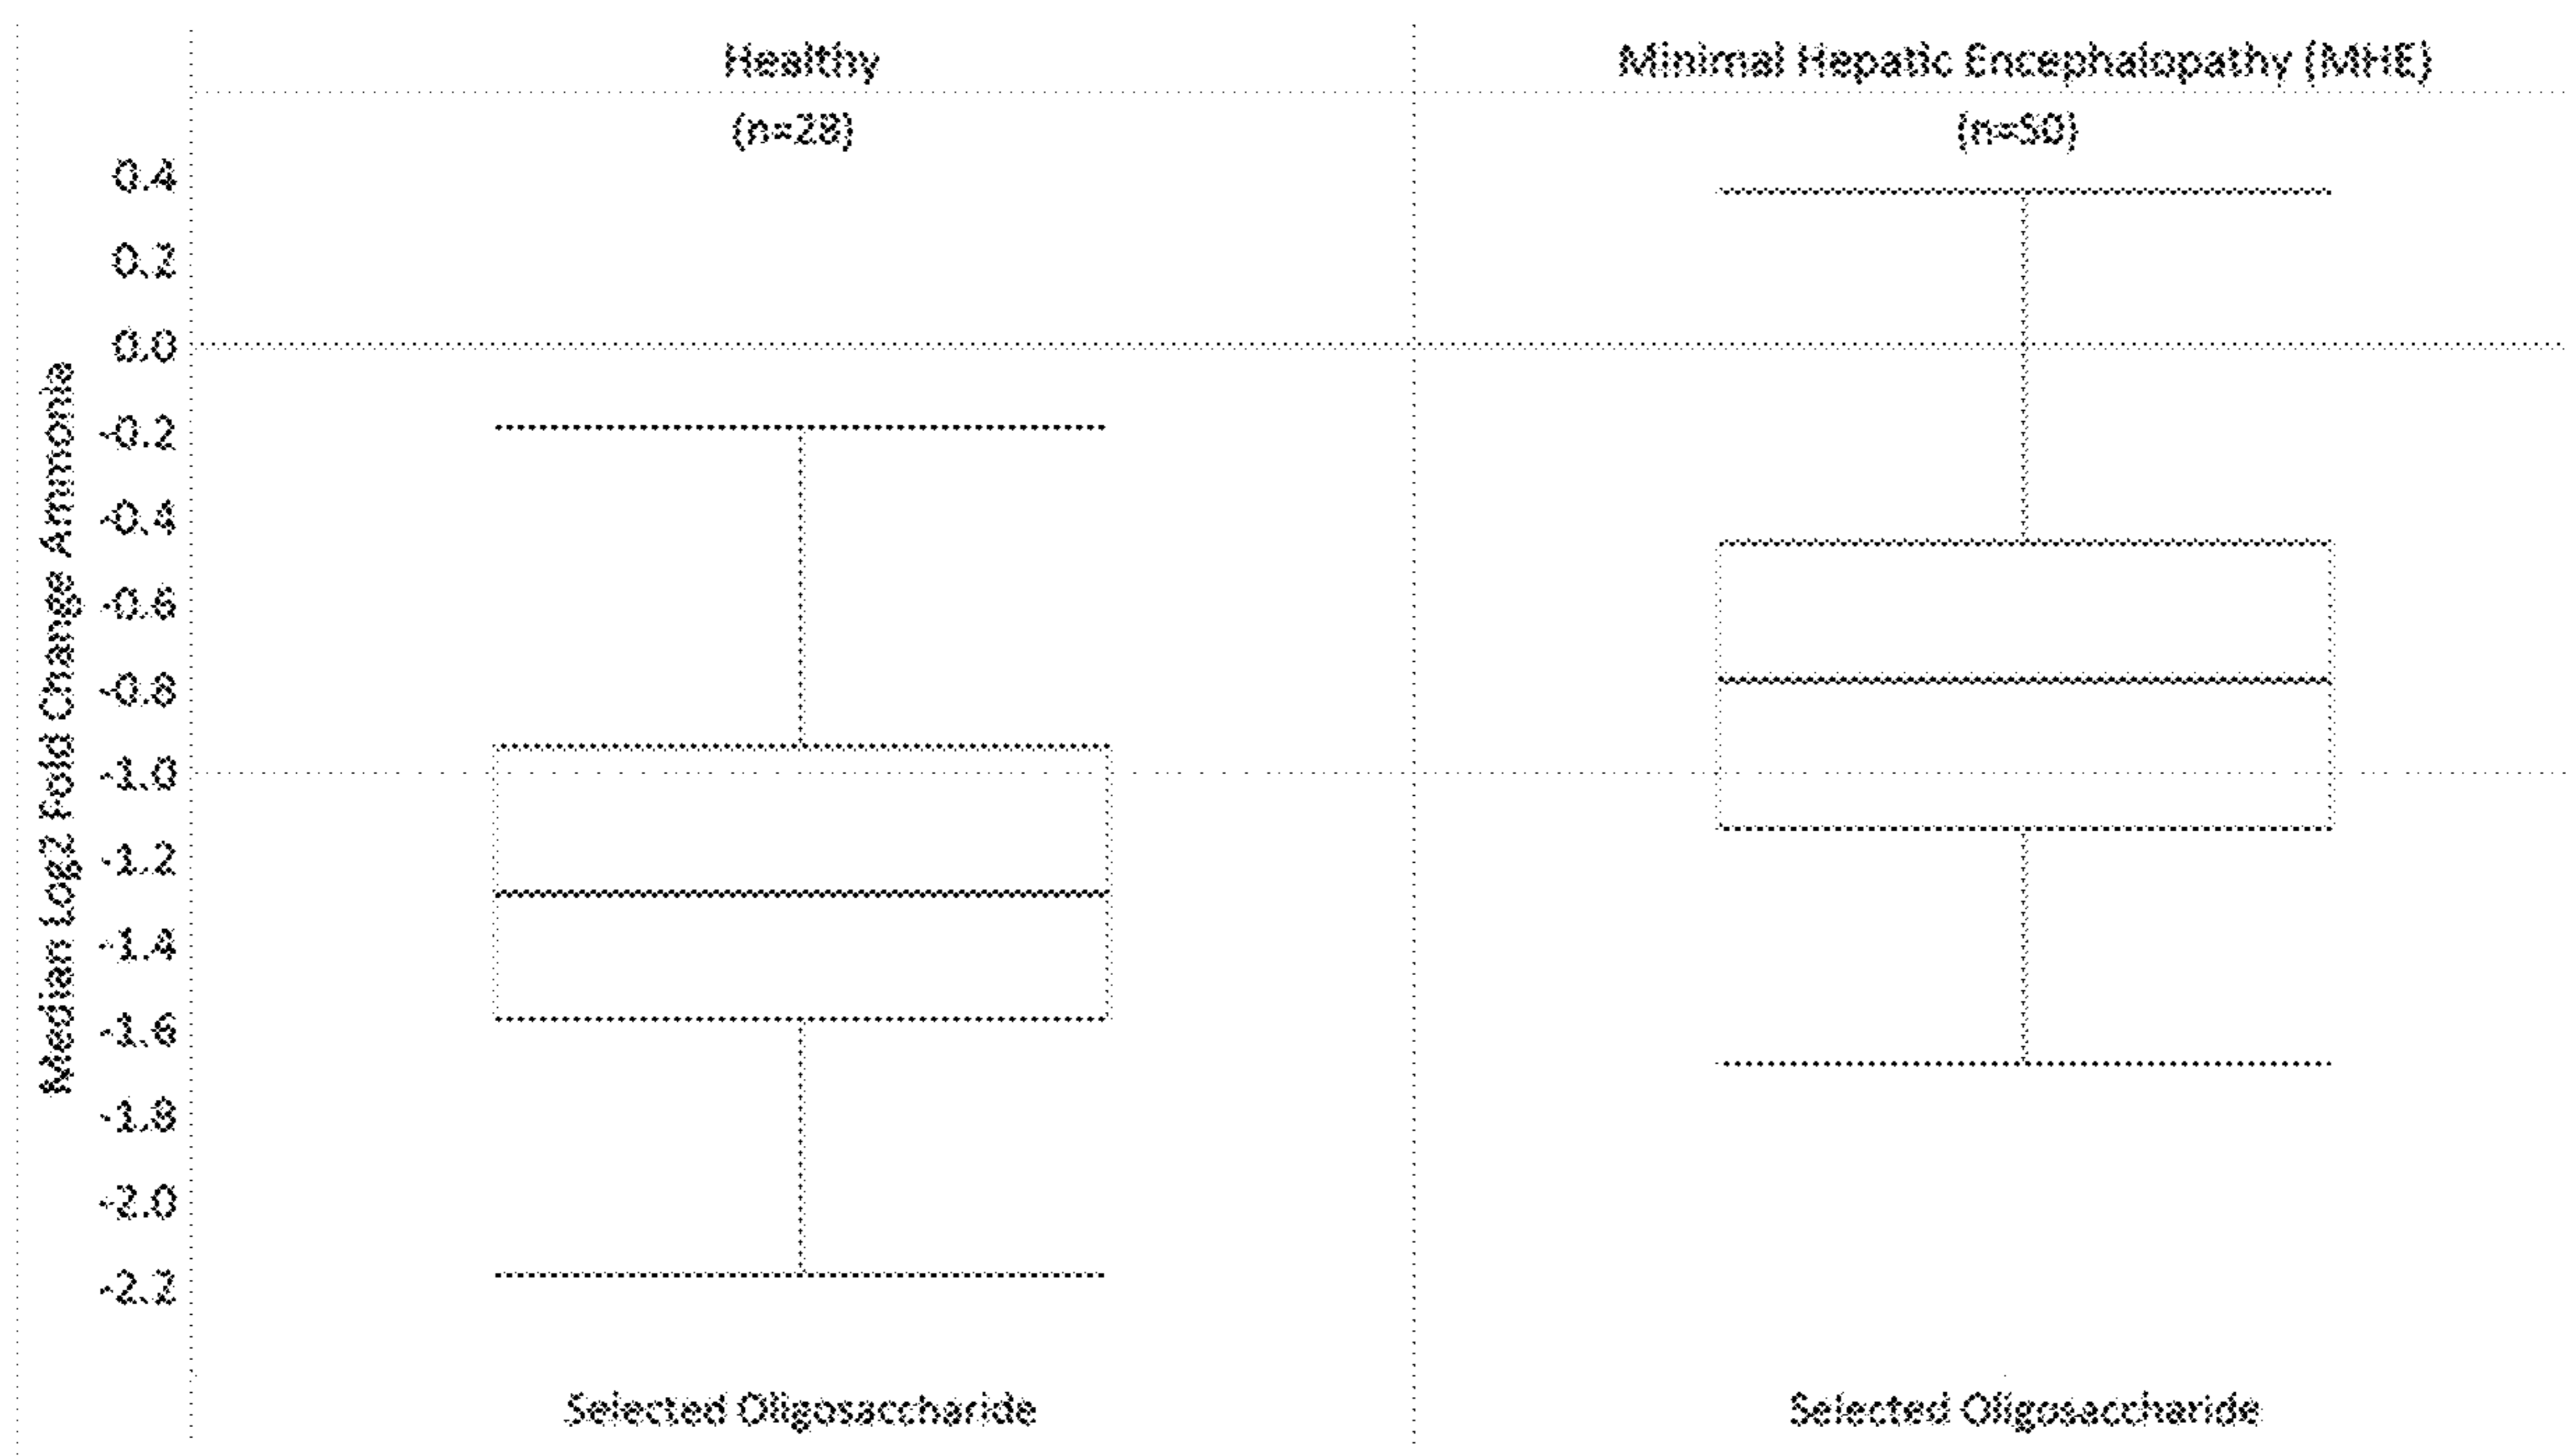 Healthy
Minimal Hepatic Encephalopathy (MHE)
(n=28)
(n=50)
Median Log2 Fold Change Ammonia
0.4
0.2
0.0
-0.2
-0.4
-0.6
-0.8
-1.0
-1.2
-1.4
-1.6
-1.8
-2.0
-2.2
Selected Oligosaccharide
Selected Oligosaccharide